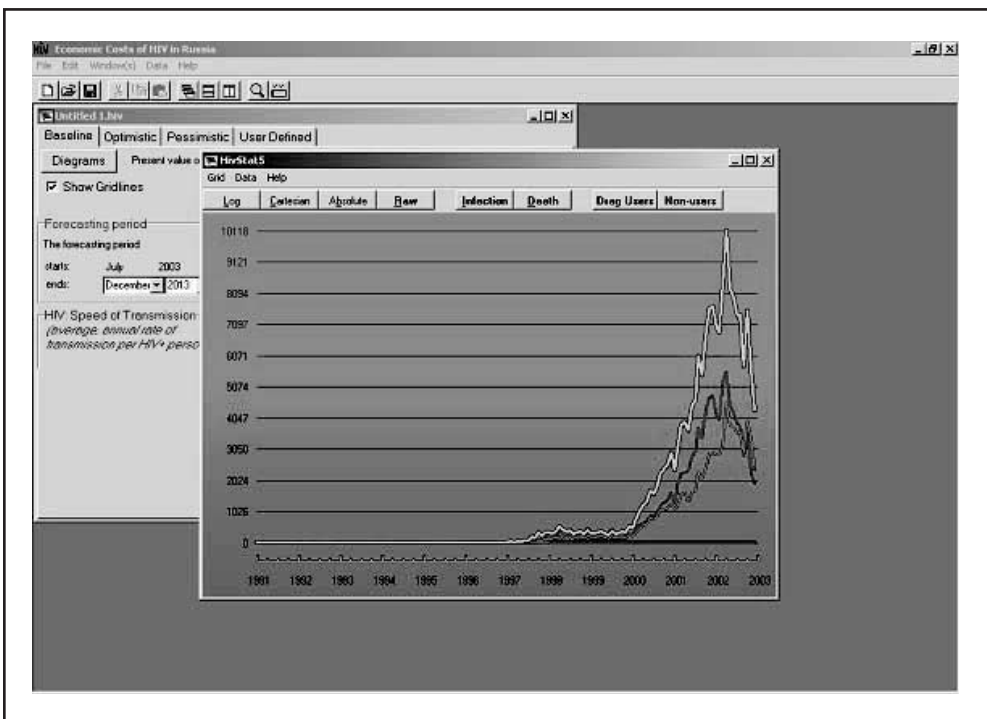 HIV Economic Costs of HIV in Russia
File Edit Window(s) Data Help
Untitled 1.hiv
Baseline Optimistic Pessimistic User Defined
Diagrams Present value o
Show Gridlines
Forecasting period
The forecasting period
starts: July 2003
ends: December 2013
HIV: Speed of Transmission
(average, annual rate of
transmission per HIV+ perso
HivStat5
Grid Data Help
Log Cartesian Absolute Raw Infection Death Drug Users Non-users
10118
9121
8094
7097
6071
5074
4047
3050
2024
1026
0
1991 1992 1993 1994 1995 1996 1997 1998 1999 2000 2001 2002 2003